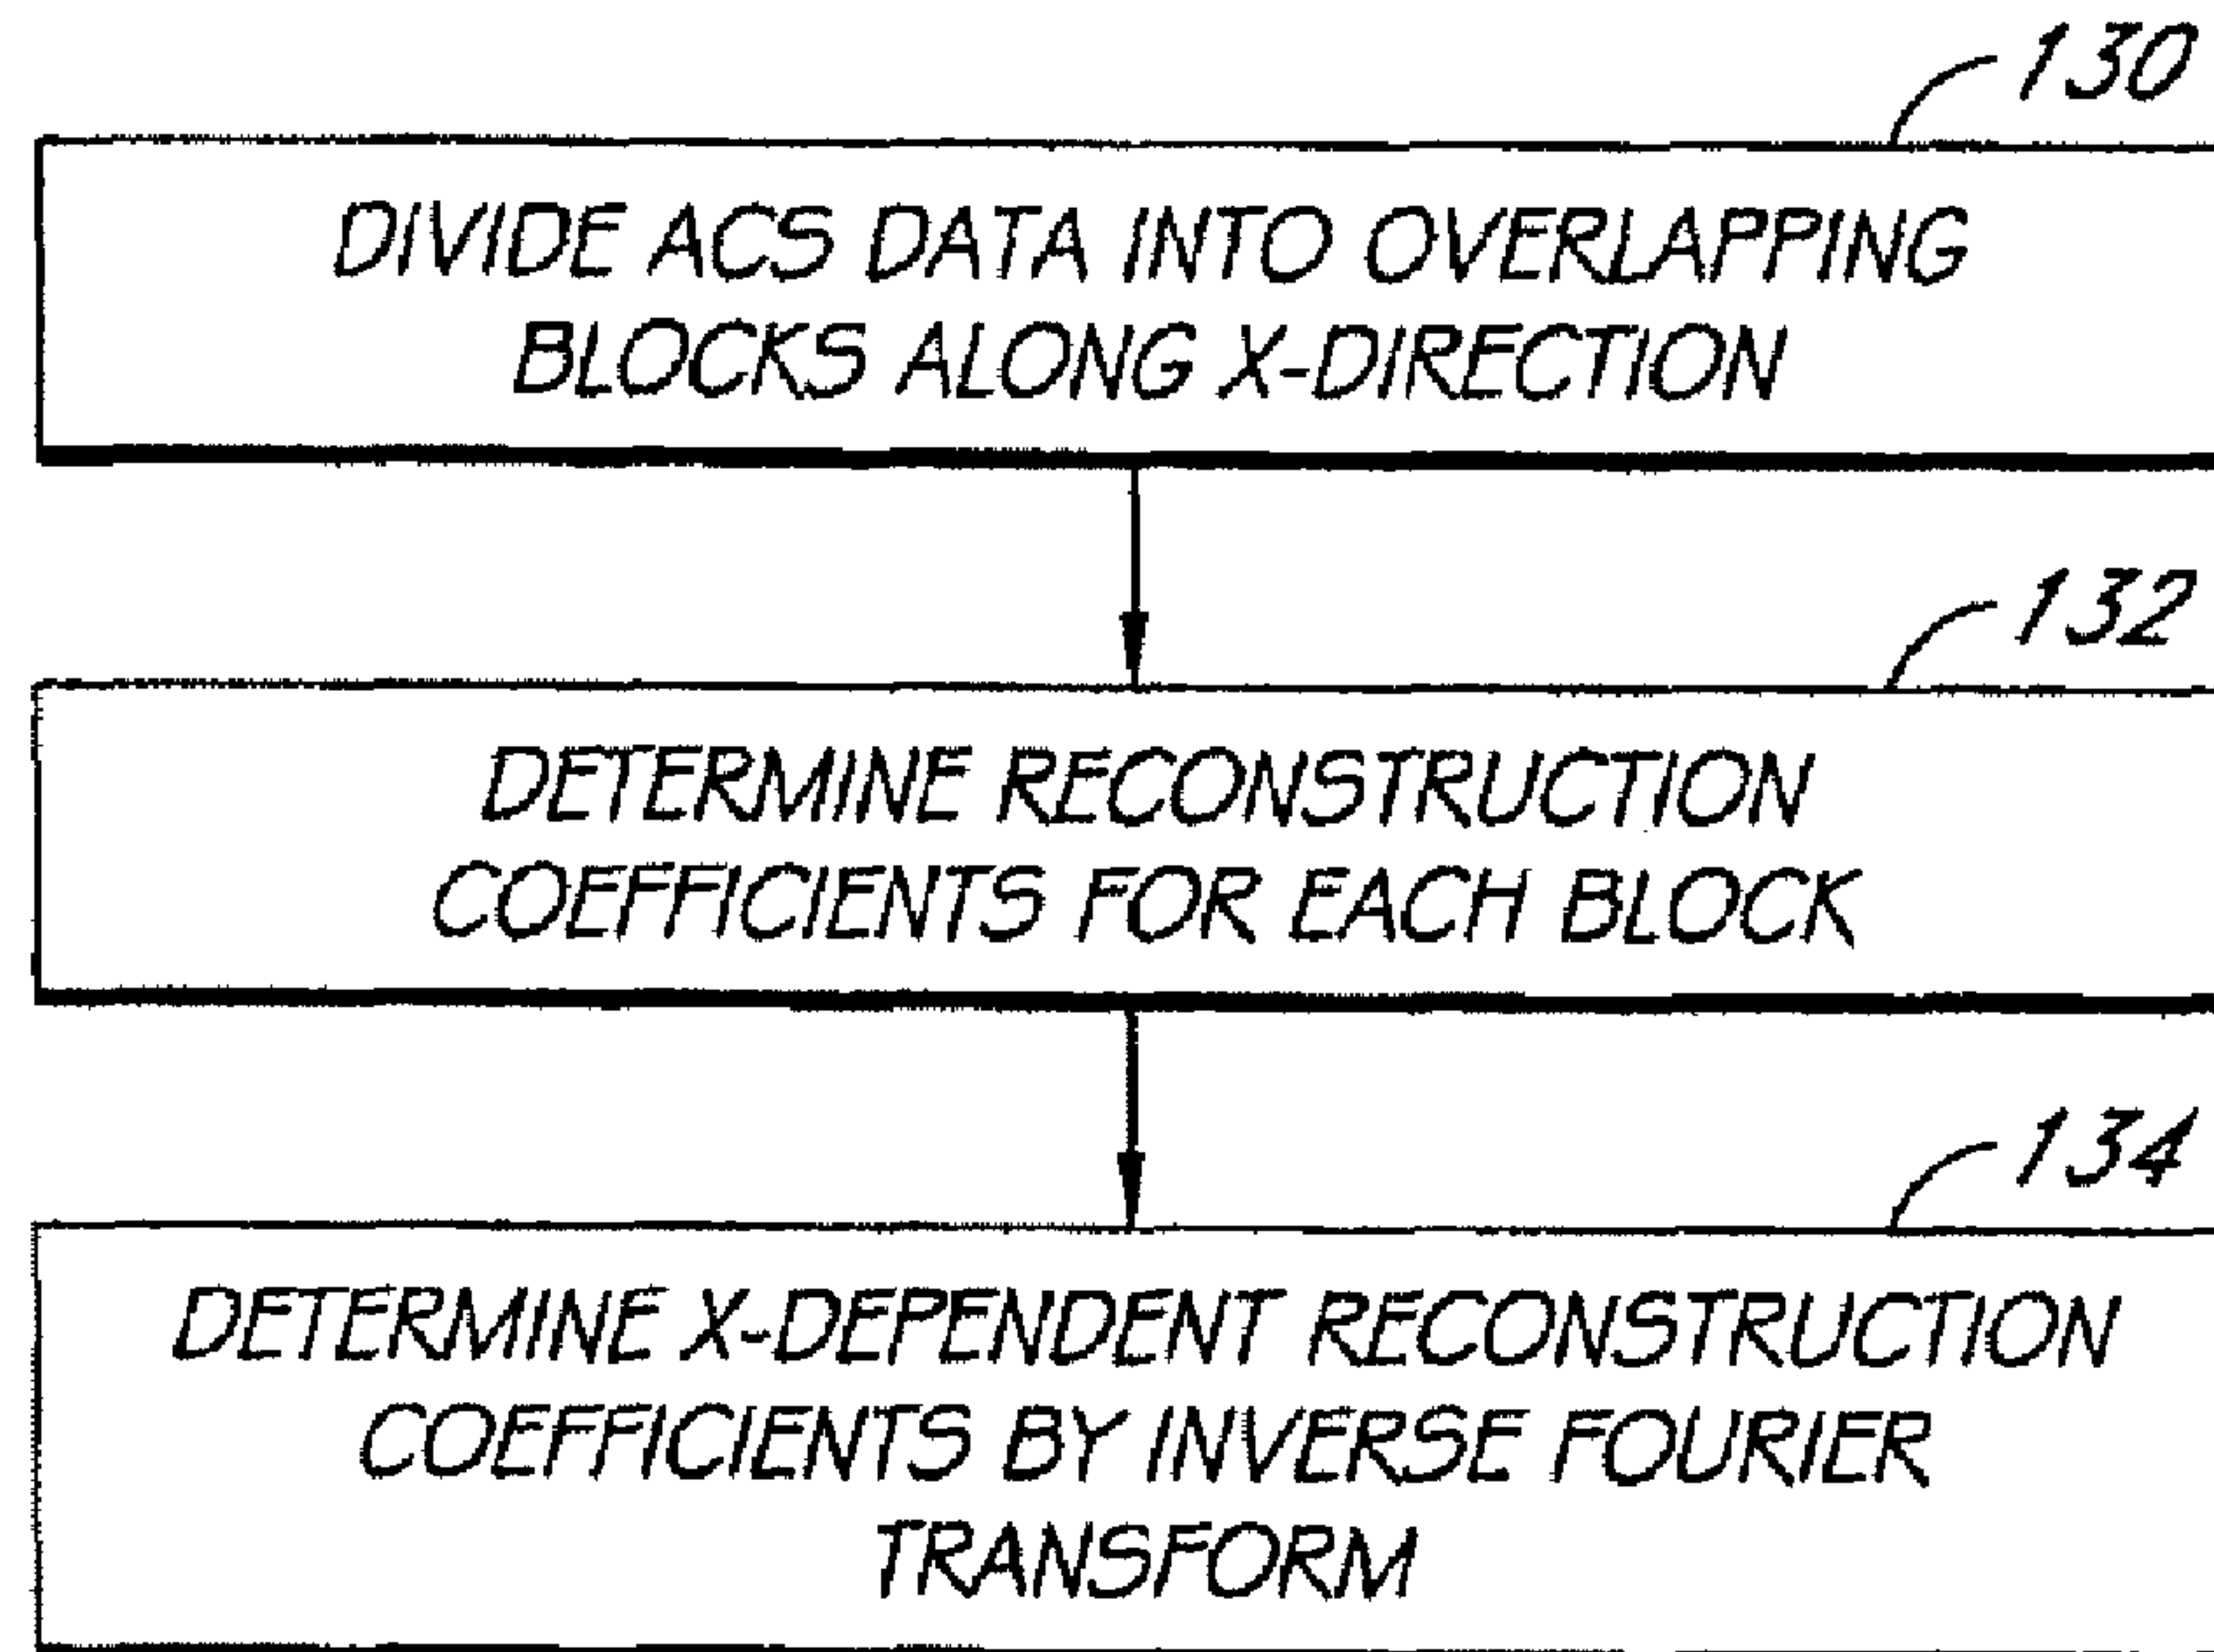 130
DIVIDE ACS DATA INTO OVERLAPPING
BLOCKS ALONG X-DIRECTION
132
DETERMINE RECONSTRUCTION
COEFFICIENTS FOR EACH BLOCK
134
DETERMINE X-DEPENDENT RECONSTRUCTION
COEFFICIENTS BY INVERSE FOURIER
TRANSFORM